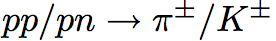 pp/pn → π±/K±